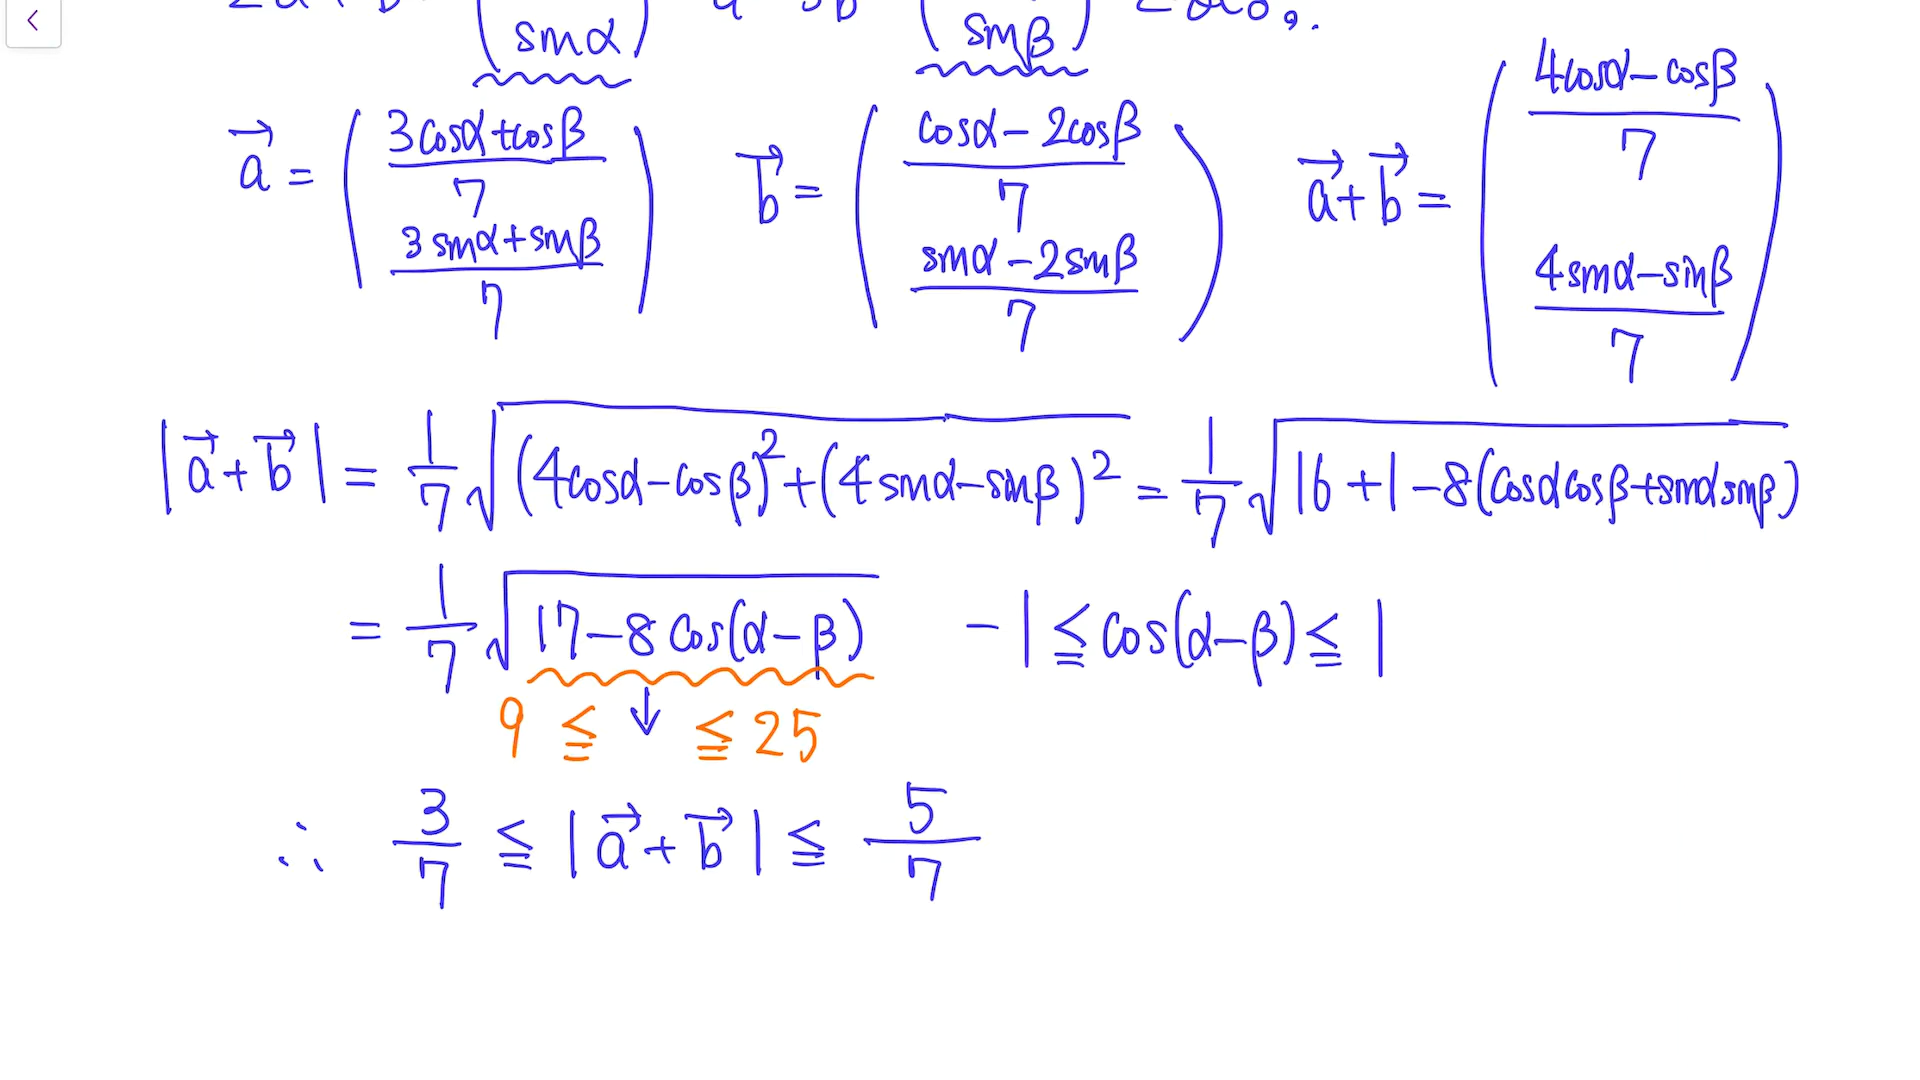 (sinα) (sinβ)
a⃗ = ( (3cosα+cosβ)/7, (3sinα+sinβ)/7 ) b⃗ = ( (cosα-2cosβ)/7, (sinα-2sinβ)/7 ) a⃗+b⃗ = ( (4cosα-cosβ)/7, (4sinα-sinβ)/7 )
|a⃗+b⃗| = 1/7 √((4cosα-cosβ)²+(4sinα-sinβ)²) = 1/7 √(16+1-8(cosαcosβ+sinαsinβ))
= 1/7 √(17-8cos(α-β)) -1 ≦ cos(α-β) ≦ 1
9 ≦ ↓ ≦ 25
∴ 3/7 ≦ |a⃗+b⃗| ≦ 5/7